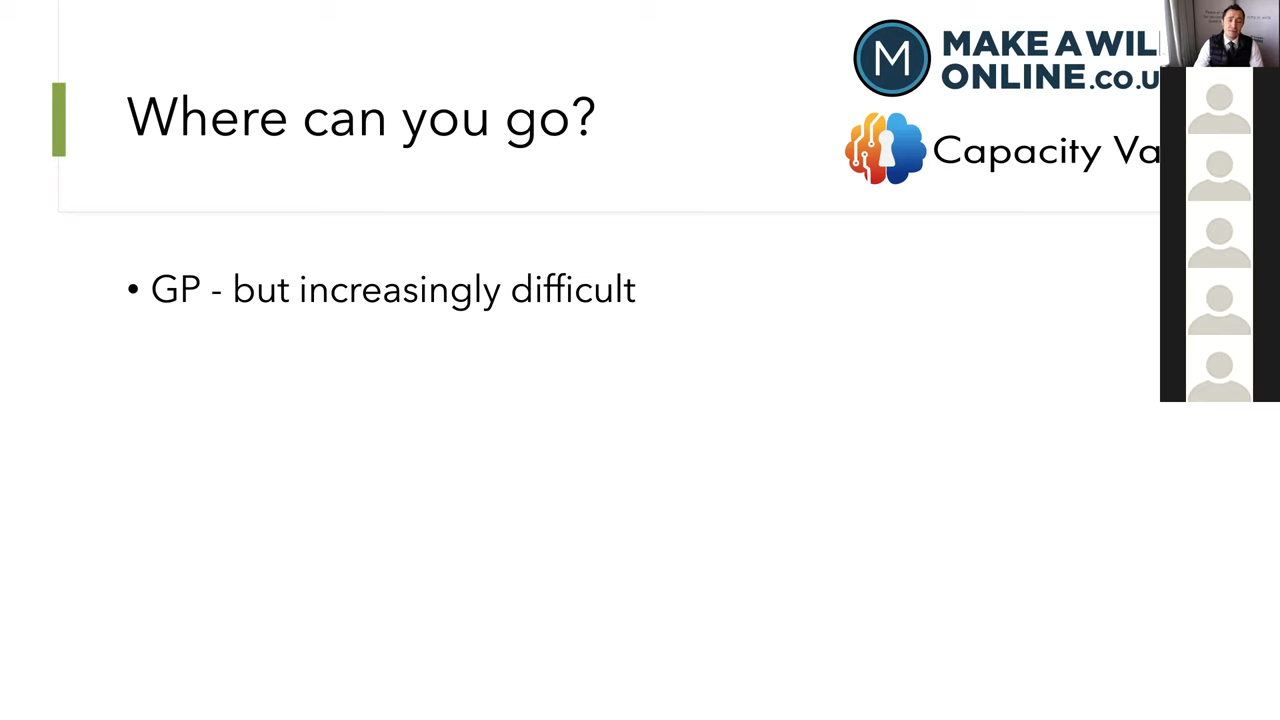 MAKE A WIL
ONLINE.co.u
Where can you go?
Capacity Va
• GP - but increasingly difficult